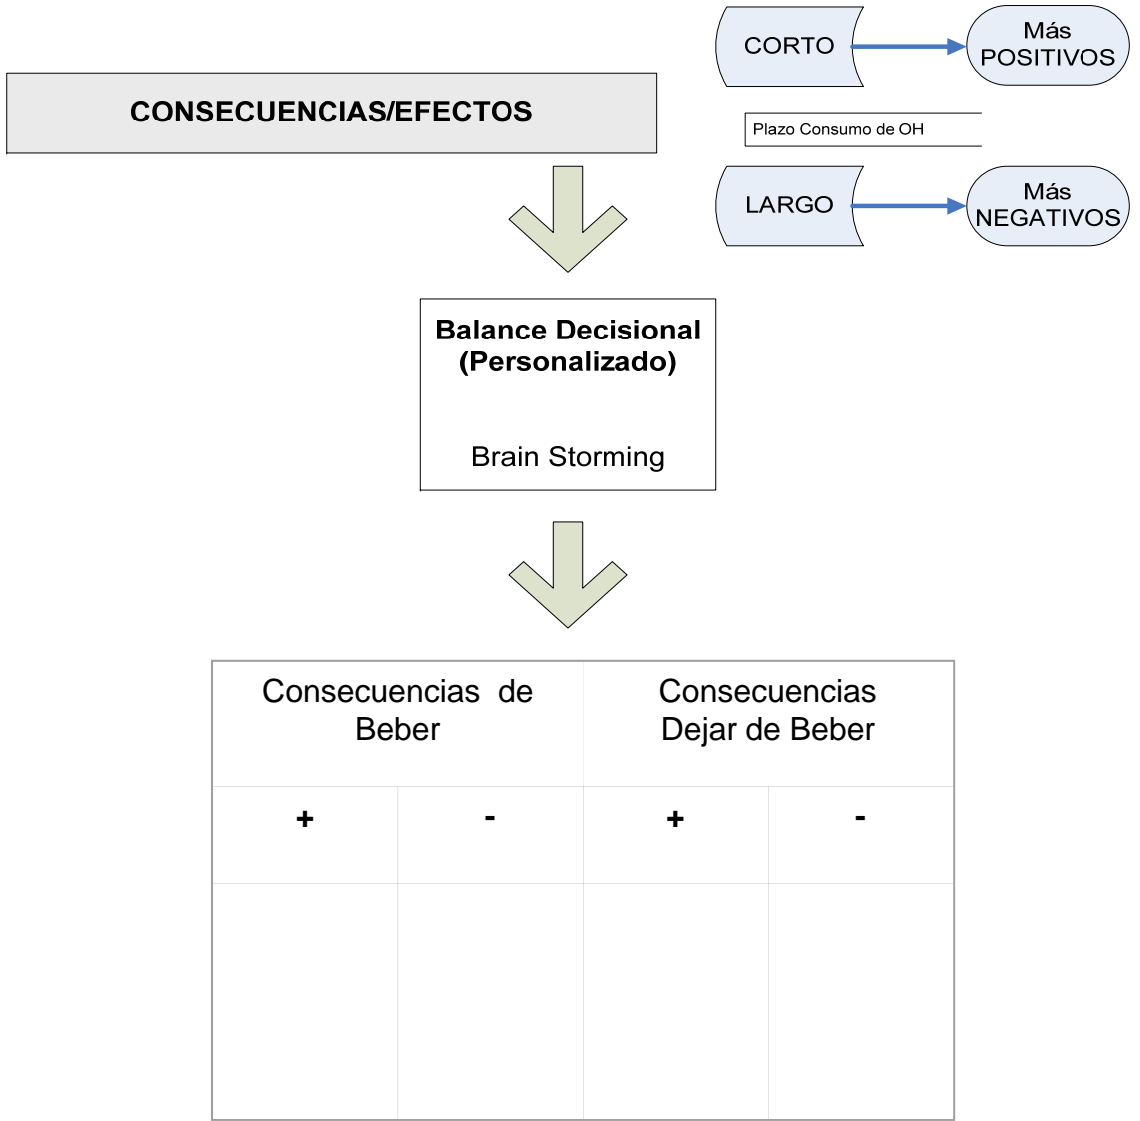 CORTO
Más
POSITIVOS
CONSECUENCIAS/EFECTOS
Plazo Consumo de OH
LARGO
Más
NEGATIVOS
Balance Decisional
(Personalizado)
Brain Storming
Consecuencias de
Beber
Consecuencias
Dejar de Beber
+ - + -